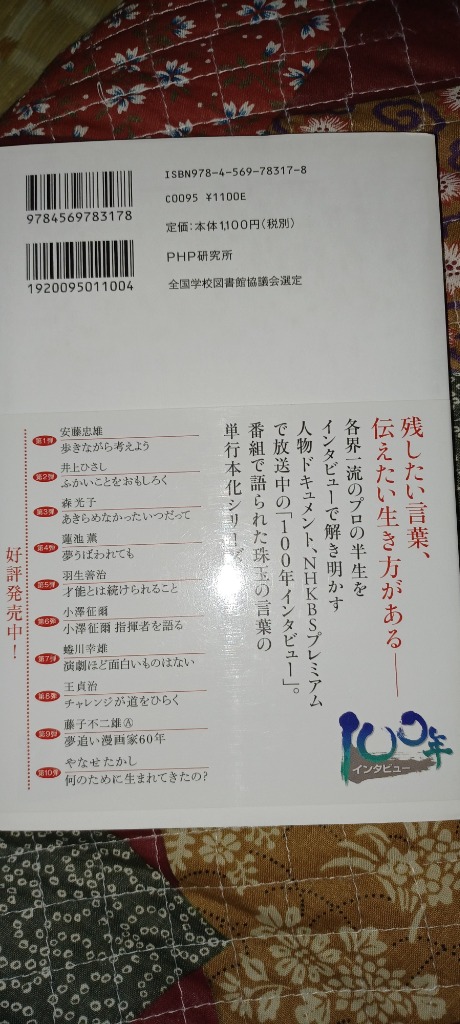 ISBN978-4-569-78317-8
C0095 ¥1100E
定価:本体1,100円(税別)
PHP研究所
全国学校図書館協議会選定
9784569783178
1920095011004
残したい言葉、
伝えたい生き方がある――
各界一流のプロの半生を
インタビューで解き明かす
人物ドキュメント、NHKBSプレミアム
で放送中の「100年インタビュー」。
番組で語られた珠玉の言葉の
単行本化シリーズ
第1弾 安藤忠雄
歩きながら考えよう
第2弾 井上ひさし
ふかいことをおもしろく
第3弾 森 光子
あきらめなかったいつだって
第4弾 蓮池 薫
夢うばわれても
第5弾 羽生善治
才能とは続けられること
第6弾 小澤征爾
小澤征爾 指揮者を語る
第7弾 蜷川幸雄
演劇ほど面白いものはない
第8弾 王貞治
チャレンジが道をひらく
第9弾 藤子不二雄Ⓐ
夢追い漫画家60年
第10弾 やなせたかし
何のために生まれてきたの?
好評発売中!
100年
インタビュー